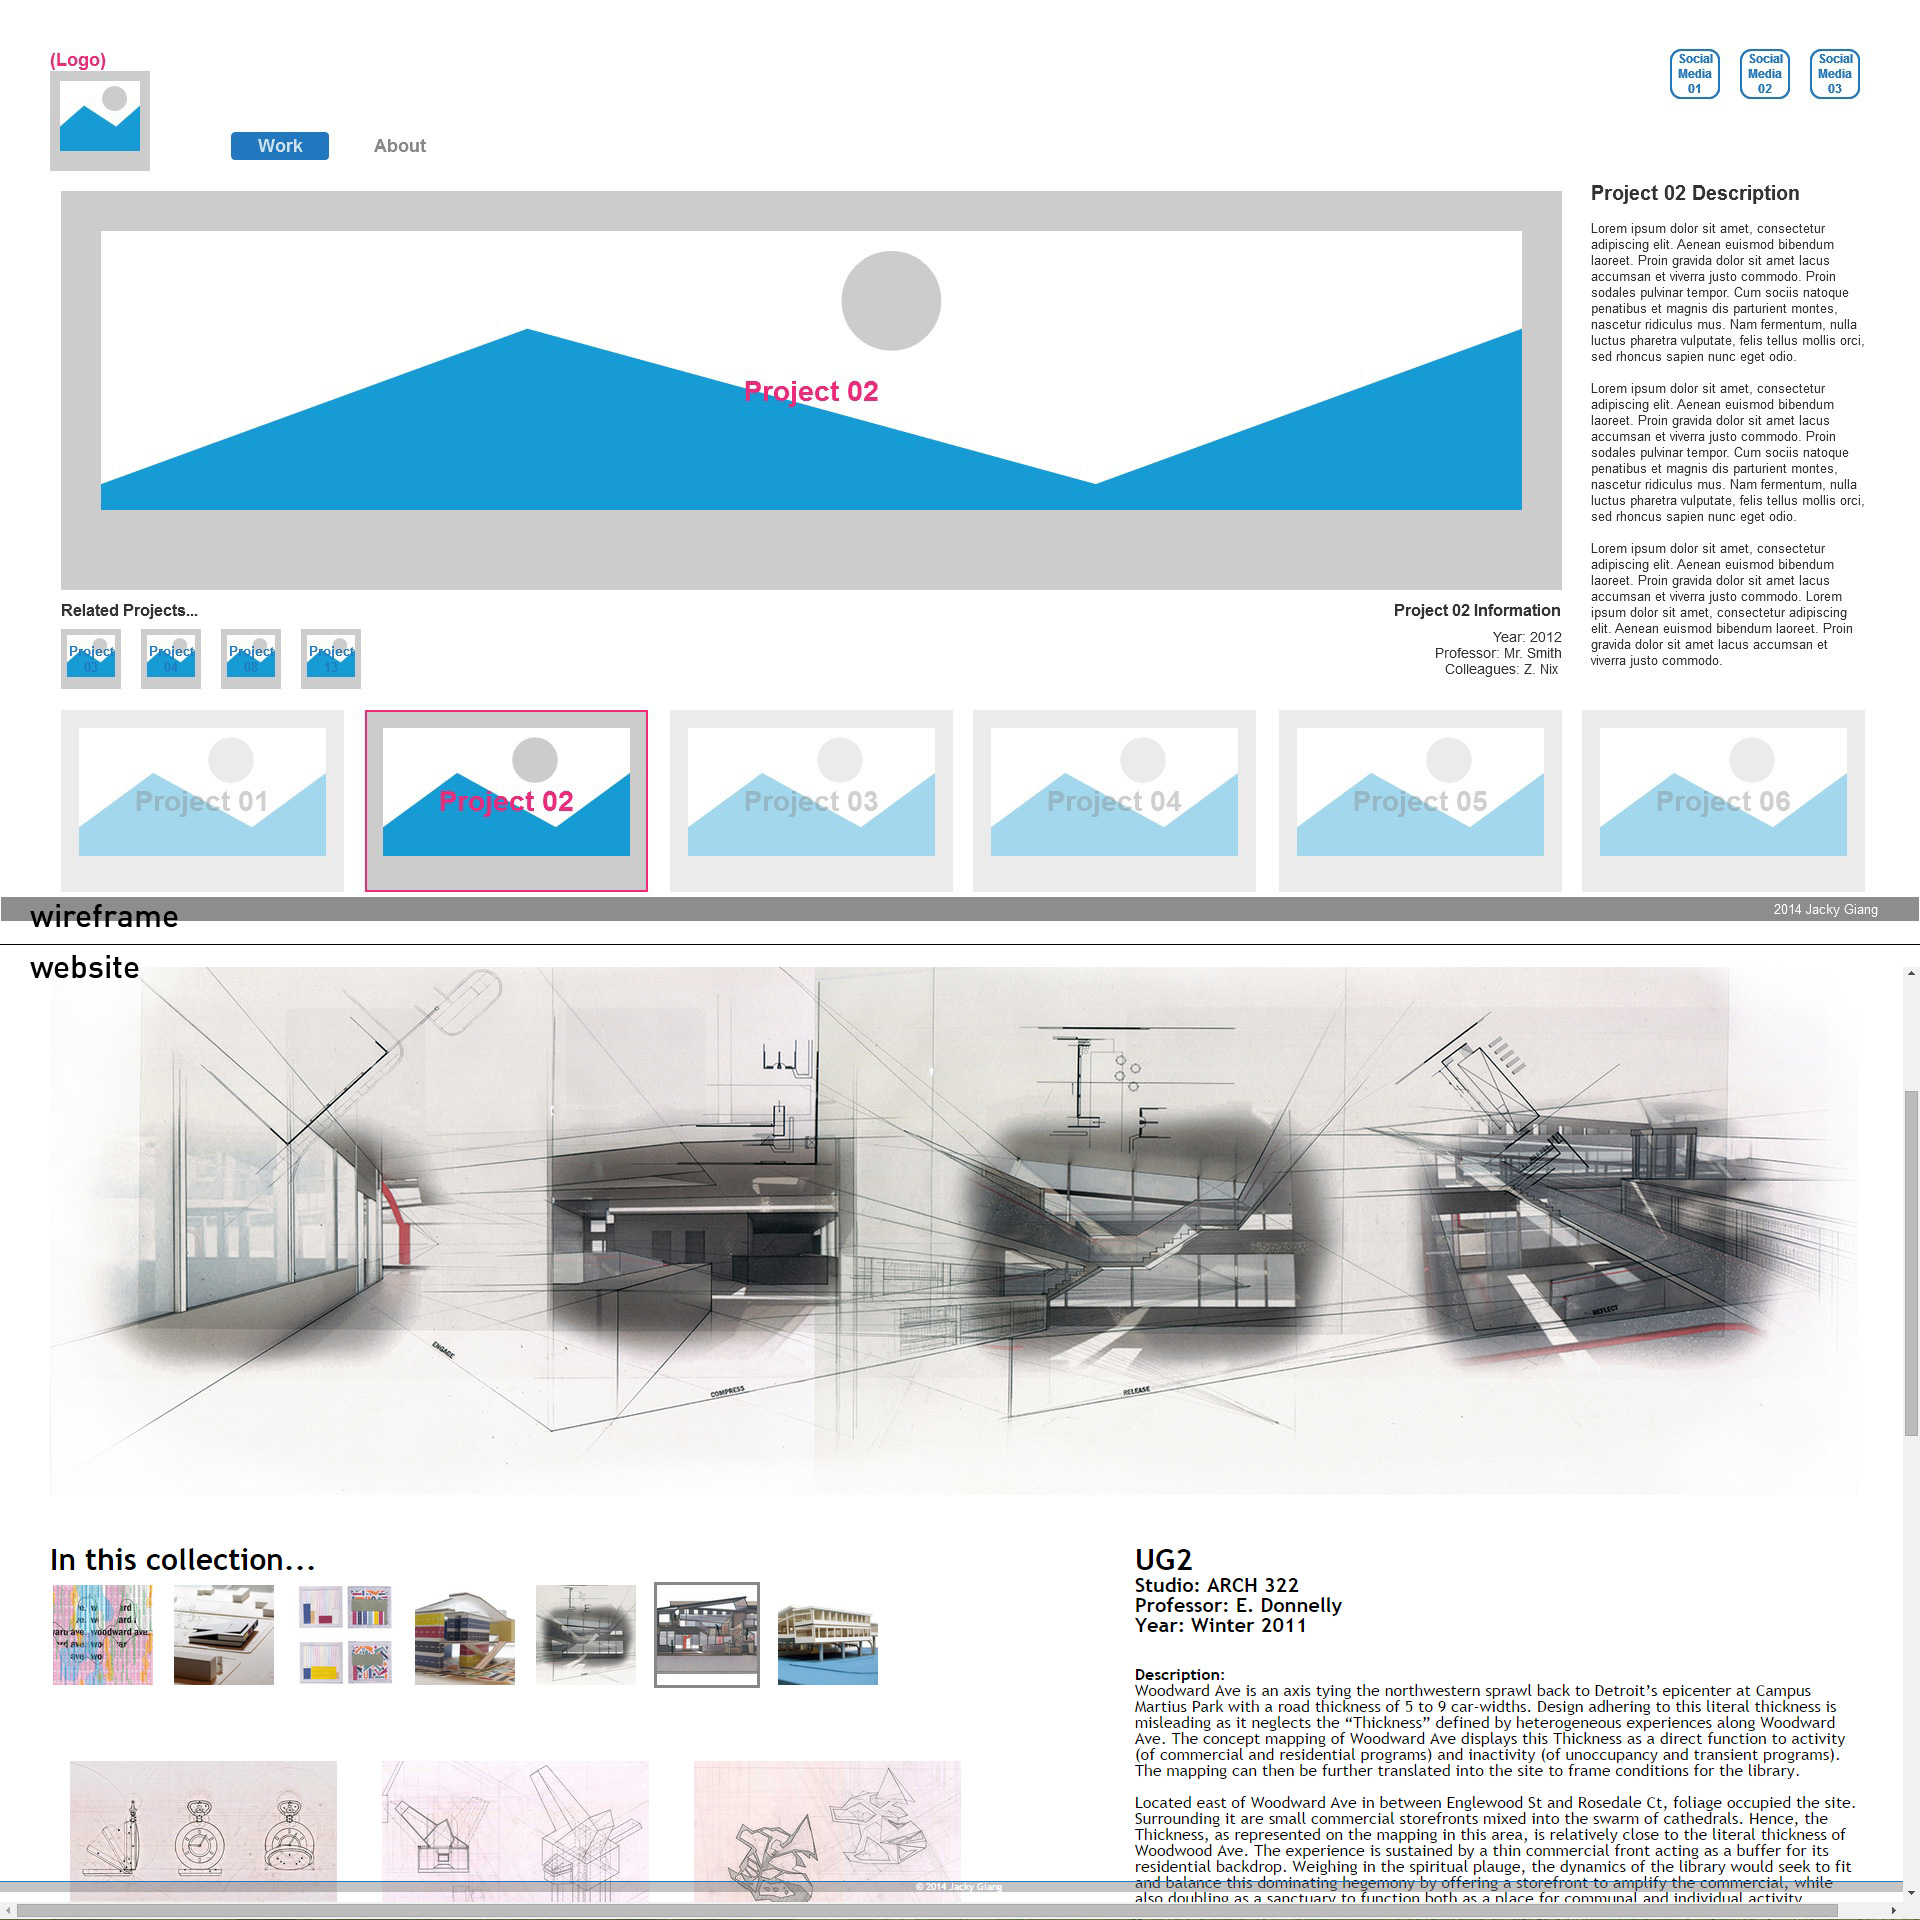 (Logo)
Social Media 01
Social Media 02
Social Media 03
Work
About
Project 02
Project 02 Description
Lorem ipsum dolor sit amet, consectetur
adipiscing elit. Aenean euismod bibendum
laoreet. Proin gravida dolor sit amet lacus
accumsan et viverra justo commodo. Proin
sodales pulvinar tempor. Cum sociis natoque
penatibus et magnis dis parturient montes,
nascetur ridiculus mus. Nam fermentum, nulla
luctus pharetra vulputate, felis tellus mollis orci,
sed rhoncus sapien nunc eget odio.
Lorem ipsum dolor sit amet, consectetur
adipiscing elit. Aenean euismod bibendum
laoreet. Proin gravida dolor sit amet lacus
accumsan et viverra justo commodo. Proin
sodales pulvinar tempor. Cum sociis natoque
penatibus et magnis dis parturient montes,
nascetur ridiculus mus. Nam fermentum, nulla
luctus pharetra vulputate, felis tellus mollis orci,
sed rhoncus sapien nunc eget odio.
Lorem ipsum dolor sit amet, consectetur
adipiscing elit. Aenean euismod bibendum
laoreet. Proin gravida dolor sit amet lacus
accumsan et viverra justo commodo. Lorem
ipsum dolor sit amet, consectetur adipiscing
elit. Aenean euismod bibendum laoreet. Proin
gravida dolor sit amet lacus accumsan et
viverra justo commodo.
Related Projects...
Project 03
Project 04
Project 08
Project 13
Project 02 Information
Year: 2012
Professor: Mr. Smith
Colleagues: Z. Nix
Project 01
Project 02
Project 03
Project 04
Project 05
Project 06
2014 Jacky Giang
wireframe
website
ENGAGE
COMPRESS
RELEASE
REFLECT
In this collection...
woodward ave.
UG2
Studio: ARCH 322
Professor: E. Donnelly
Year: Winter 2011
Description:
Woodward Ave is an axis tying the northwestern sprawl back to Detroit’s epicenter at Campus
Martius Park with a road thickness of 5 to 9 car-widths. Design adhering to this literal thickness is
misleading as it neglects the “Thickness” defined by heterogeneous experiences along Woodward
Ave. The concept mapping of Woodward Ave displays this Thickness as a direct function to activity
(of commercial and residential programs) and inactivity (of unoccupancy and transient programs).
The mapping can then be further translated into the site to frame conditions for the library.
Located east of Woodward Ave in between Englewood St and Rosedale Ct, foliage occupied the site.
Surrounding it are small commercial storefronts mixed into the swarm of cathedrals. Hence, the
Thickness, as represented on the mapping in this area, is relatively close to the literal thickness of
Woodwood Ave. The experience is sustained by a thin commercial front acting as a buffer for its
residential backdrop. Weighing in the spiritual plauge, the dynamics of the library would seek to fit
and balance this dominating hegemony by offering a storefront to amplify the commercial, while
also doubling as a sanctuary to function both as a place for communal and individual activity
© 2014 Jacky Giang